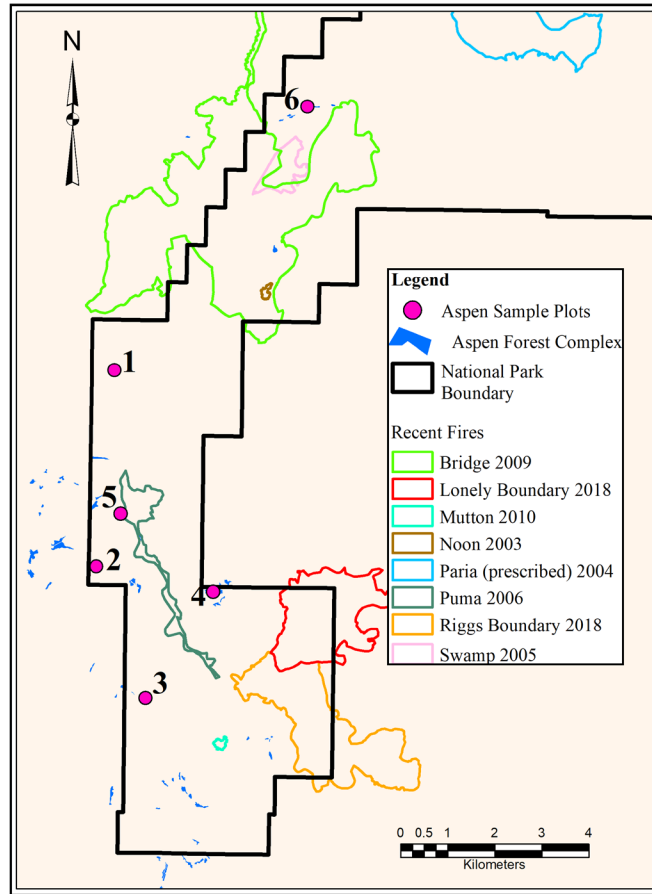 N
6
1
5
2
4
3
Legend
Aspen Sample Plots
Aspen Forest Complex
National Park
Boundary
Recent Fires
Bridge 2009
Lonely Boundary 2018
Mutton 2010
Noon 2003
Paria (prescribed) 2004
Puma 2006
Riggs Boundary 2018
Swamp 2005
0 0.5 1 2 3 4
Kilometers